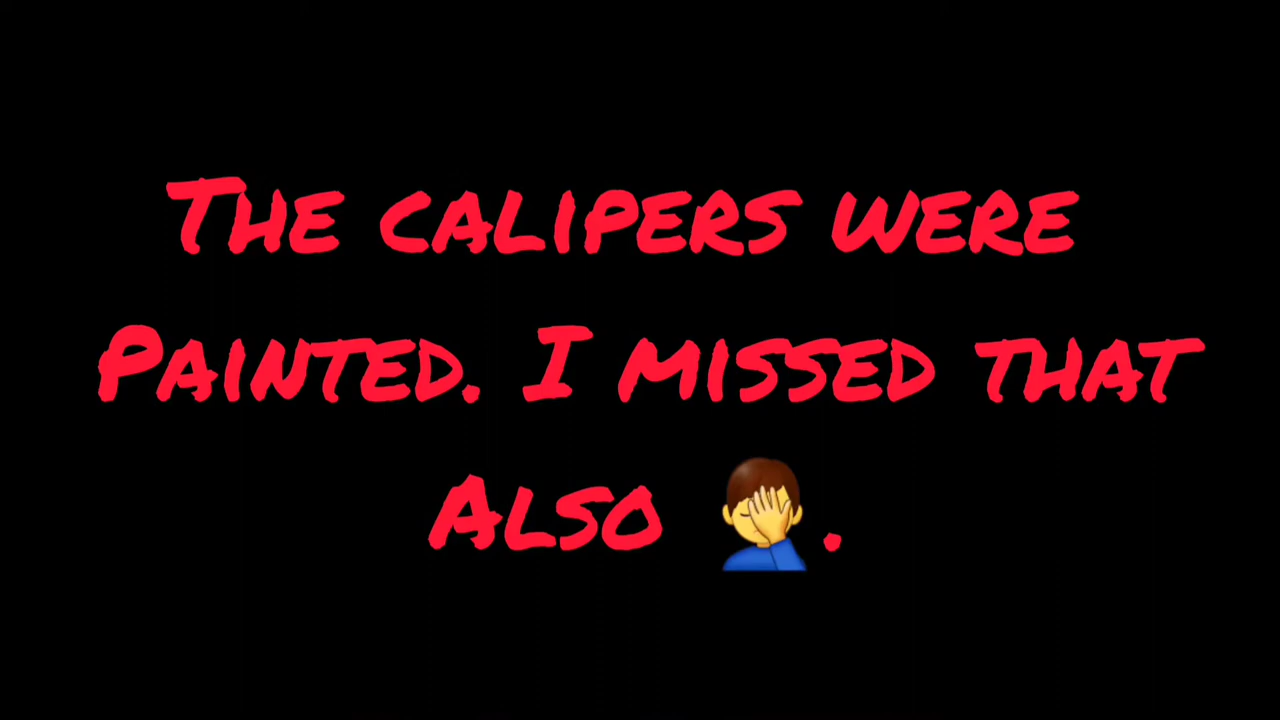 The calipers were
Painted. I missed that
Also 🤦‍♂️.